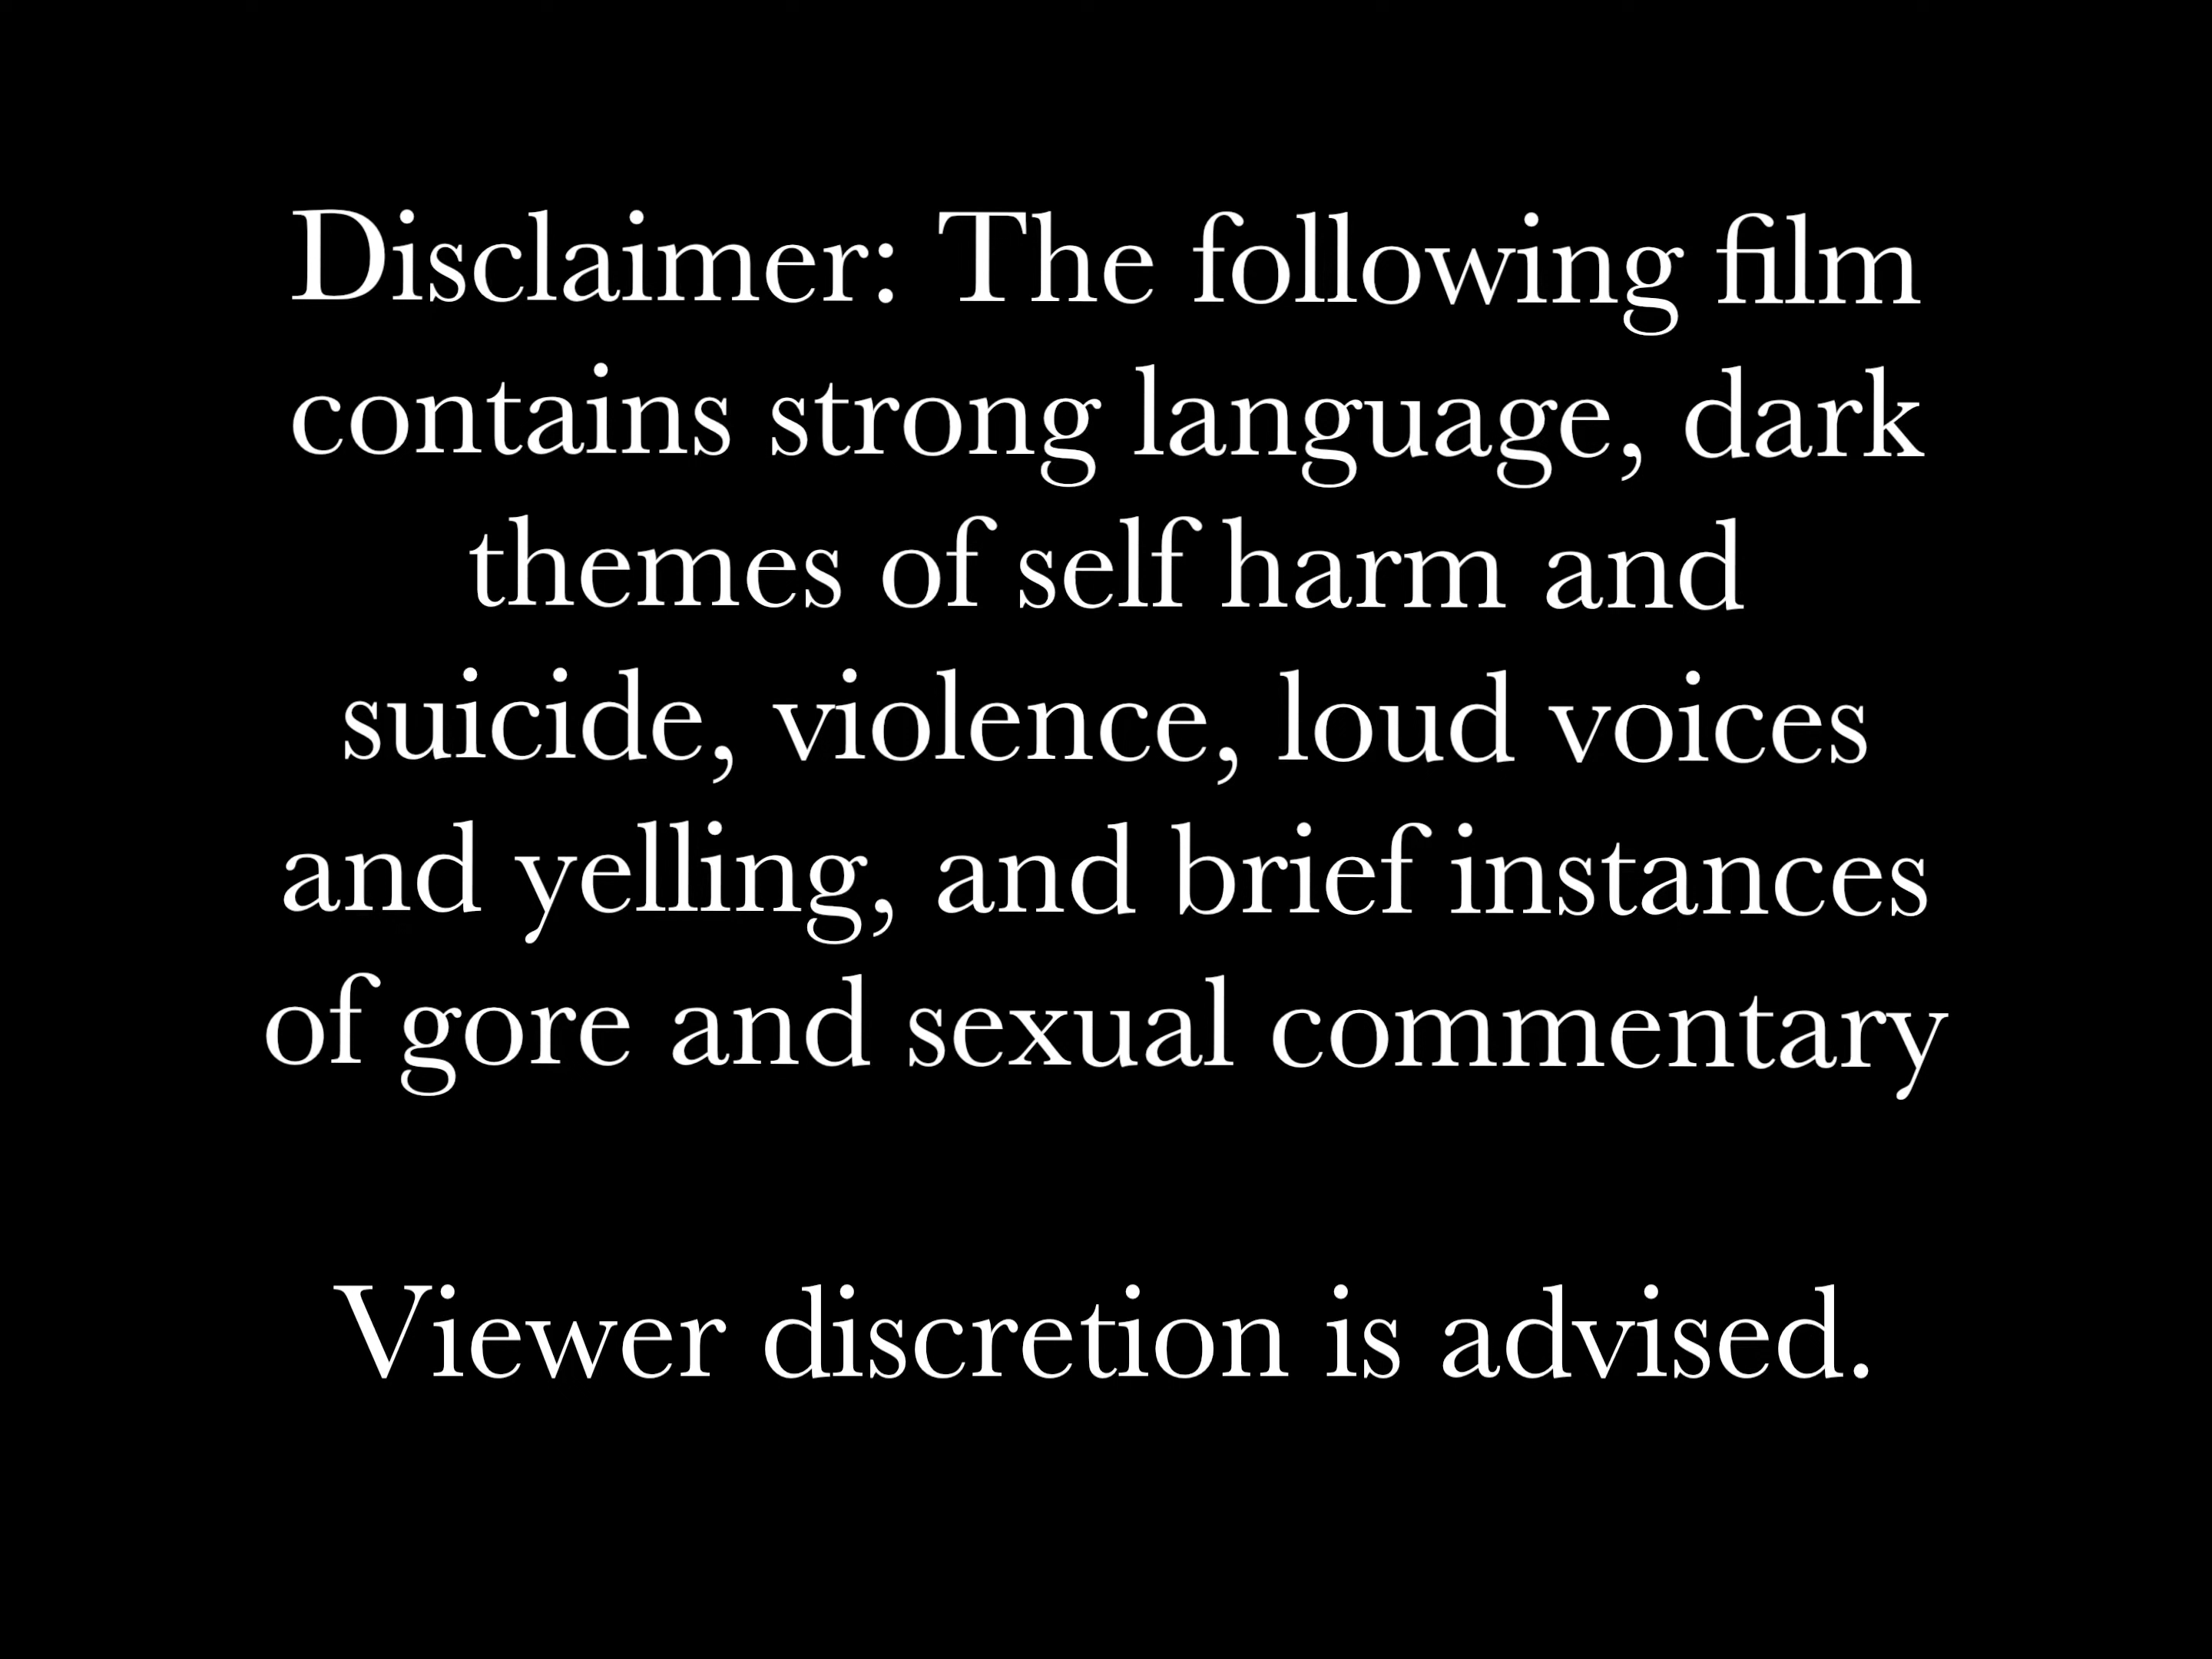 Disclaimer: The following film
contains strong language, dark
themes of self harm and
suicide, violence, loud voices
and yelling, and brief instances
of gore and sexual commentary
Viewer discretion is advised.